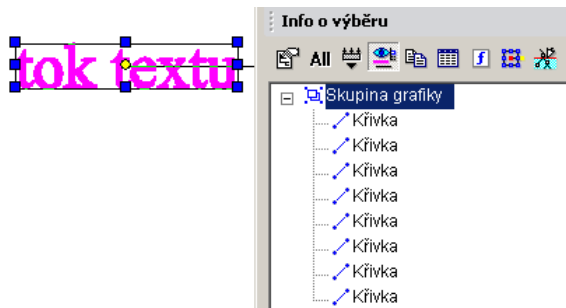 Info o výběru
tok textu
All
f
Skupina grafiky
Křivka
Křivka
Křivka
Křivka
Křivka
Křivka
Křivka
Křivka